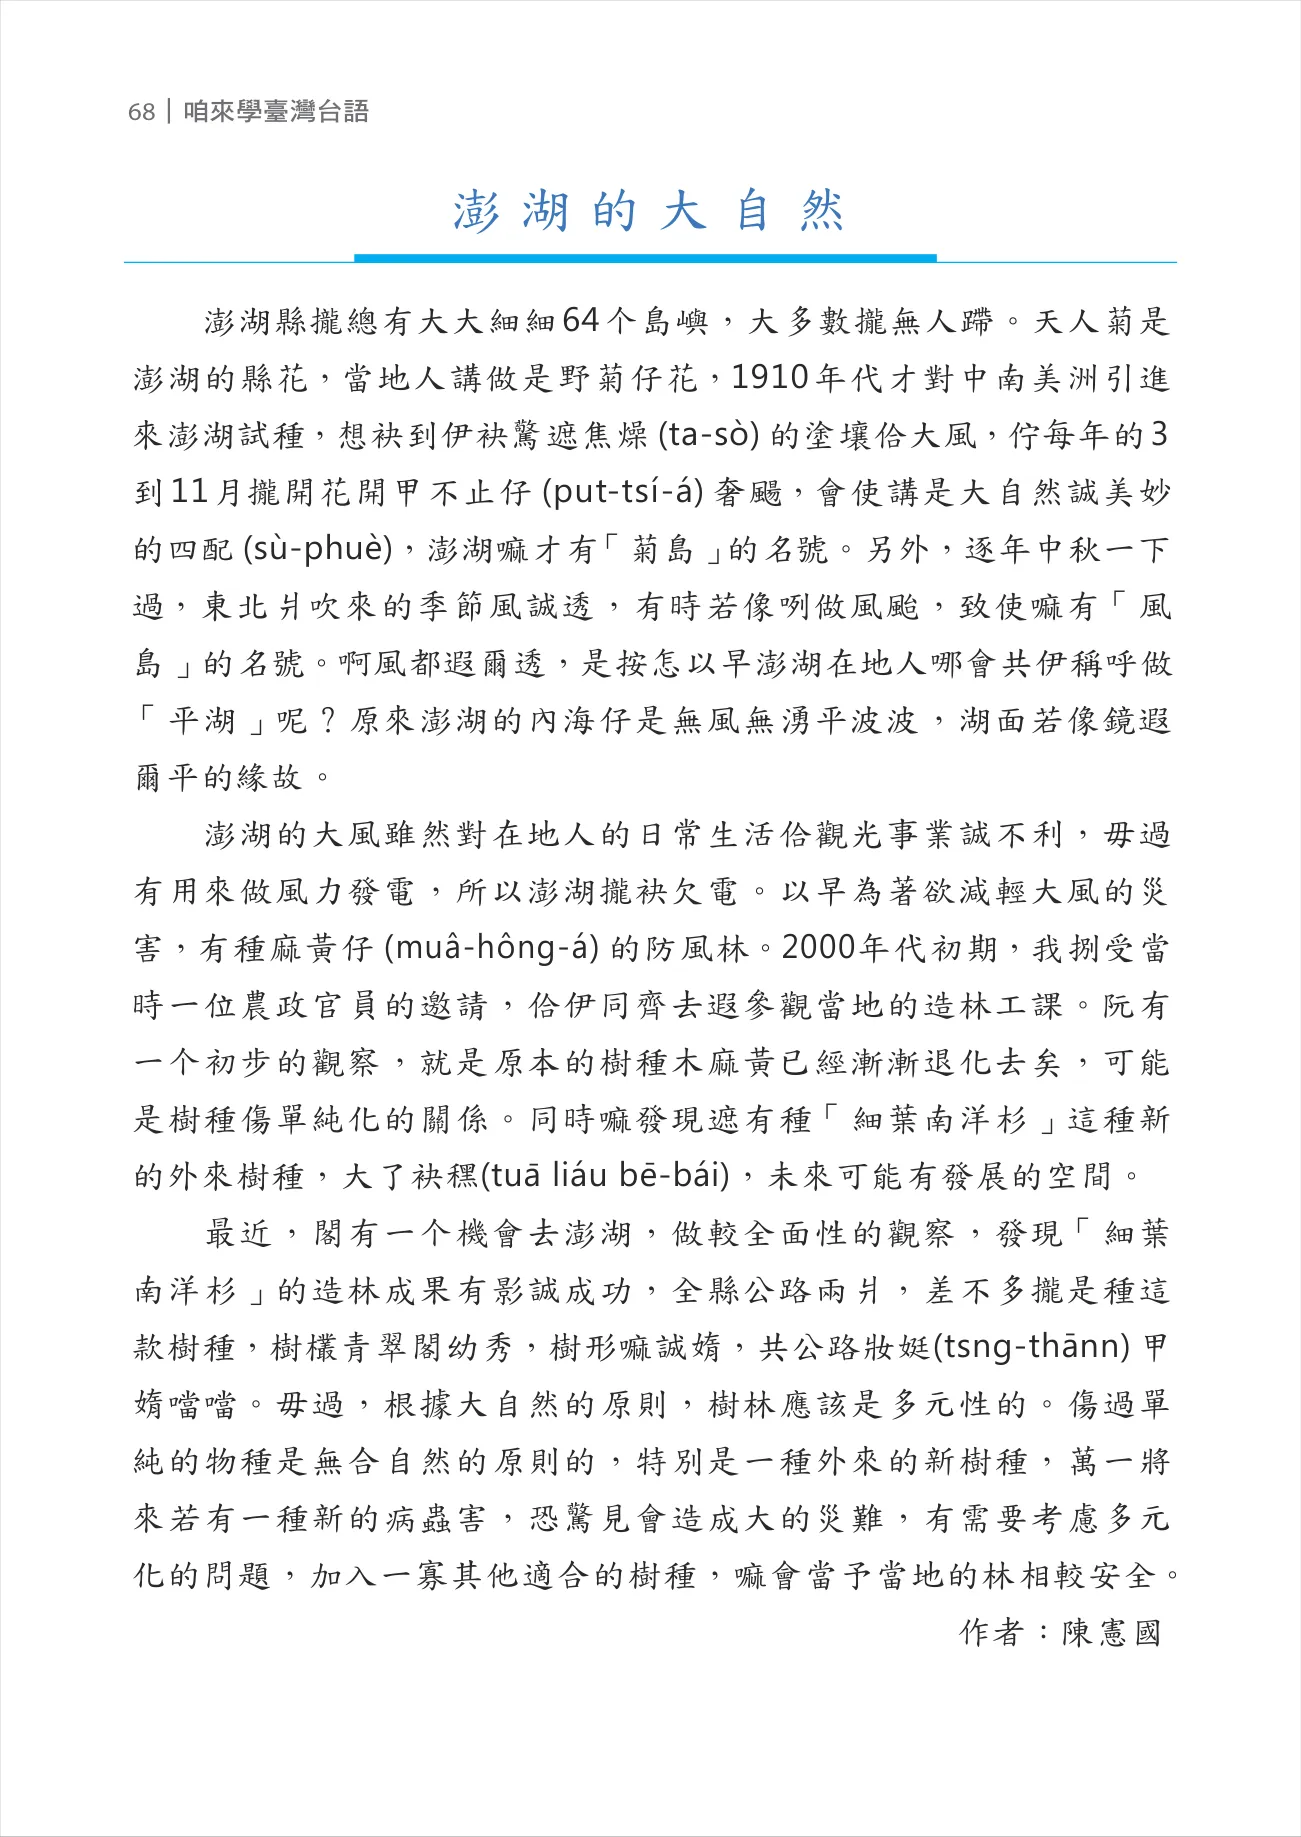 68｜咱來學臺灣台語
澎湖的大自然
澎湖縣攏總有大大細細64个島嶼，大多數攏無人蹛。天人菊是
澎湖的縣花，當地人講做是野菊仔花，1910年代才對中南美洲引進
來澎湖試種，想袂到伊袂驚遮焦燥 (ta-sò) 的塗壤佮大風，佇每年的3
到11月攏開花開甲不止仔 (put-tsí-á) 奢颺，會使講是大自然誠美妙
的四配 (sù-phuè)，澎湖嘛才有「菊島」的名號。另外，逐年中秋一下
過，東北爿吹來的季節風誠透，有時若像咧做風颱，致使嘛有「風
島」的名號。啊風都遐爾透，是按怎以早澎湖在地人哪會共伊稱呼做
「平湖」呢？原來澎湖的內海仔是無風無湧平波波，湖面若像鏡遐
爾平的緣故。
澎湖的大風雖然對在地人的日常生活佮觀光事業誠不利，毋過
有用來做風力發電，所以澎湖攏袂欠電。以早為著欲減輕大風的災
害，有種麻黃仔 (muâ-hông-á) 的防風林。2000年代初期，我捌受當
時一位農政官員的邀請，佮伊同齊去遐參觀當地的造林工課。阮有
一个初步的觀察，就是原本的樹種木麻黃已經漸漸退化去矣，可能
是樹種傷單純化的關係。同時嘛發現遮有種「細葉南洋杉」這種新
的外來樹種，大了袂䆀(tuā liáu bē-bái)，未來可能有發展的空間。
最近，閣有一个機會去澎湖，做較全面性的觀察，發現「細葉
南洋杉」的造林成果有影誠成功，全縣公路兩爿，差不多攏是種這
款樹種，樹欉青翠閣幼秀，樹形嘛誠媠，共公路妝娗(tsng-thānn) 甲
媠噹噹。毋過，根據大自然的原則，樹林應該是多元性的。傷過單
純的物種是無合自然的原則的，特別是一種外來的新樹種，萬一將
來若有一種新的病蟲害，恐驚見會造成大的災難，有需要考慮多元
化的問題，加入一寡其他適合的樹種，嘛會當予當地的林相較安全。
作者：陳憲國